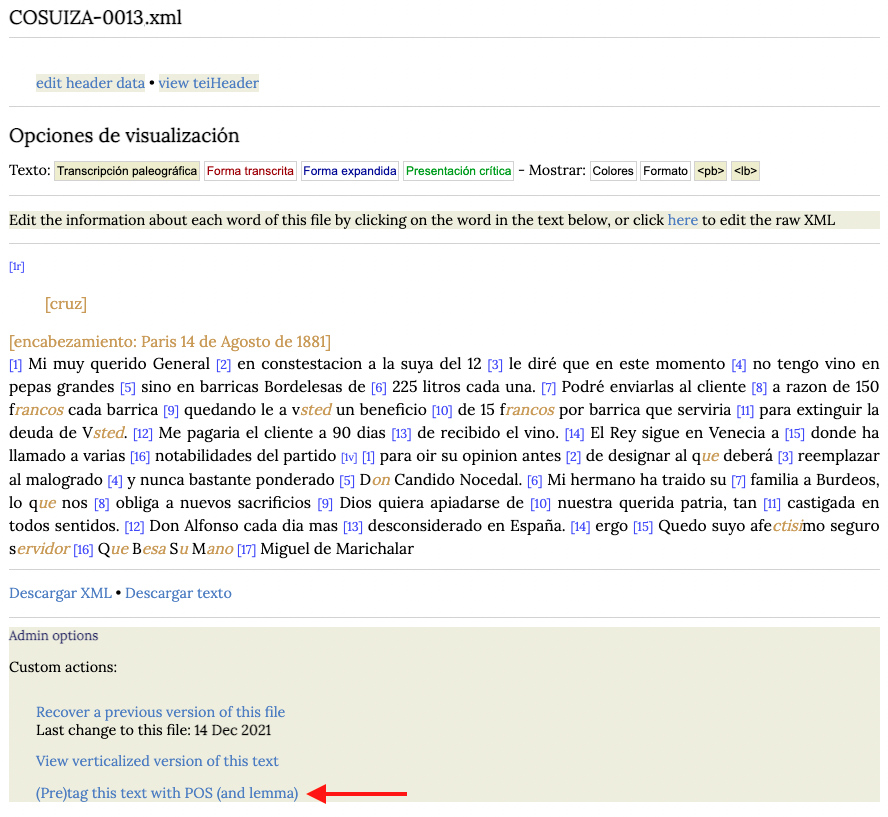 COSUIZA-0013.xml
edit header data • view teiHeader
Opciones de visualización
Texto: Transcripción paleográfica Forma transcrita Forma expandida Presentación crítica - Mostrar: Colores Formato <pb> <lb>
Edit the information about each word of this file by clicking on the word in the text below, or click here to edit the raw XML
[1r]
[cruz]
[encabezamiento: Paris 14 de Agosto de 1881]
[1] Mi muy querido General [2] en constestacion a la suya del 12 [3] le diré que en este momento [4] no tengo vino en
pepas grandes [5] sino en barricas Bordelesas de [6] 225 litros cada una. [7] Podré enviarlas al cliente [8] a razon de 150
francos cada barrica [9] quedando le a vsted un beneficio [10] de 15 francos por barrica que serviria [11] para extinguir la
deuda de Vsted. [12] Me pagaria el cliente a 90 dias [13] de recibido el vino. [14] El Rey sigue en Venecia a [15] donde ha
llamado a varias [16] notabilidades del partido [1v] [1] para oir su opinion antes [2] de designar al que deberá [3] reemplazar
al malogrado [4] y nunca bastante ponderado [5] Don Candido Nocedal. [6] Mi hermano ha traido su [7] familia a Burdeos,
lo que nos [8] obliga a nuevos sacrificios [9] Dios quiera apiadarse de [10] nuestra querida patria, tan [11] castigada en
todos sentidos. [12] Don Alfonso cada dia mas [13] desconsiderado en España. [14] ergo [15] Quedo suyo afectisimo seguro
servidor [16] Que Besa Su Mano [17] Miguel de Marichalar
Descargar XML • Descargar texto
Admin options
Custom actions:
Recover a previous version of this file
Last change to this file: 14 Dec 2021
View verticalized version of this text
(Pre)tag this text with POS (and lemma)